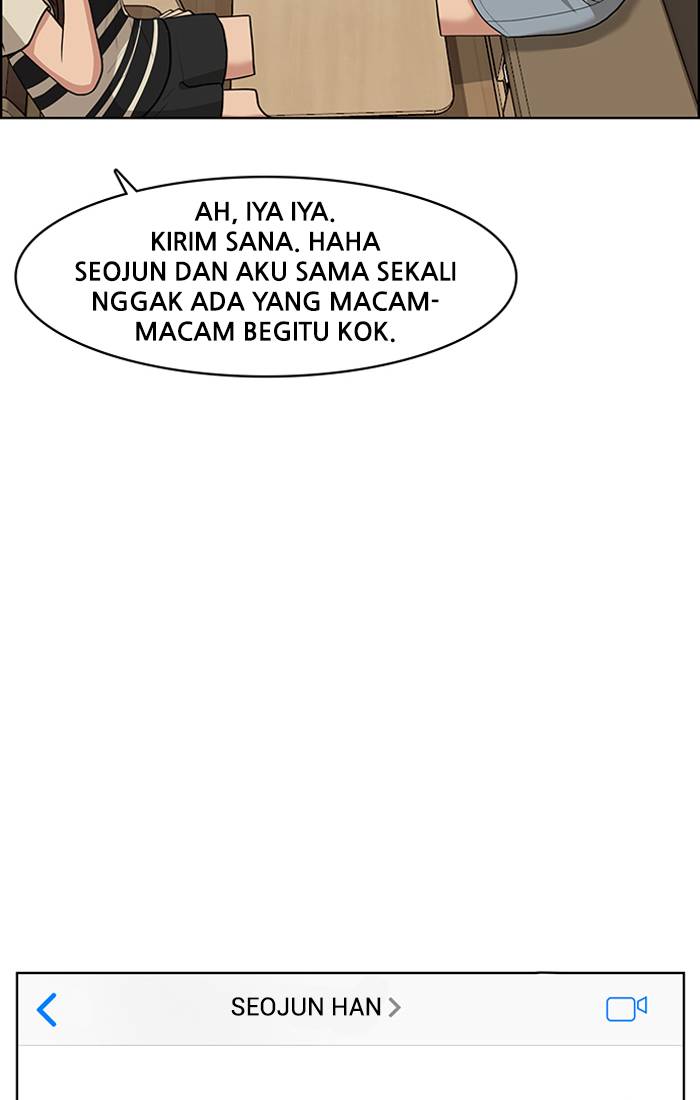 AH, IYA IYA.
KIRIM SANA. HAHA
SEOJUN DAN AKU SAMA SEKALI
NGGAK ADA YANG MACAM-
MACAM BEGITU KOK.
SEOJUN HAN